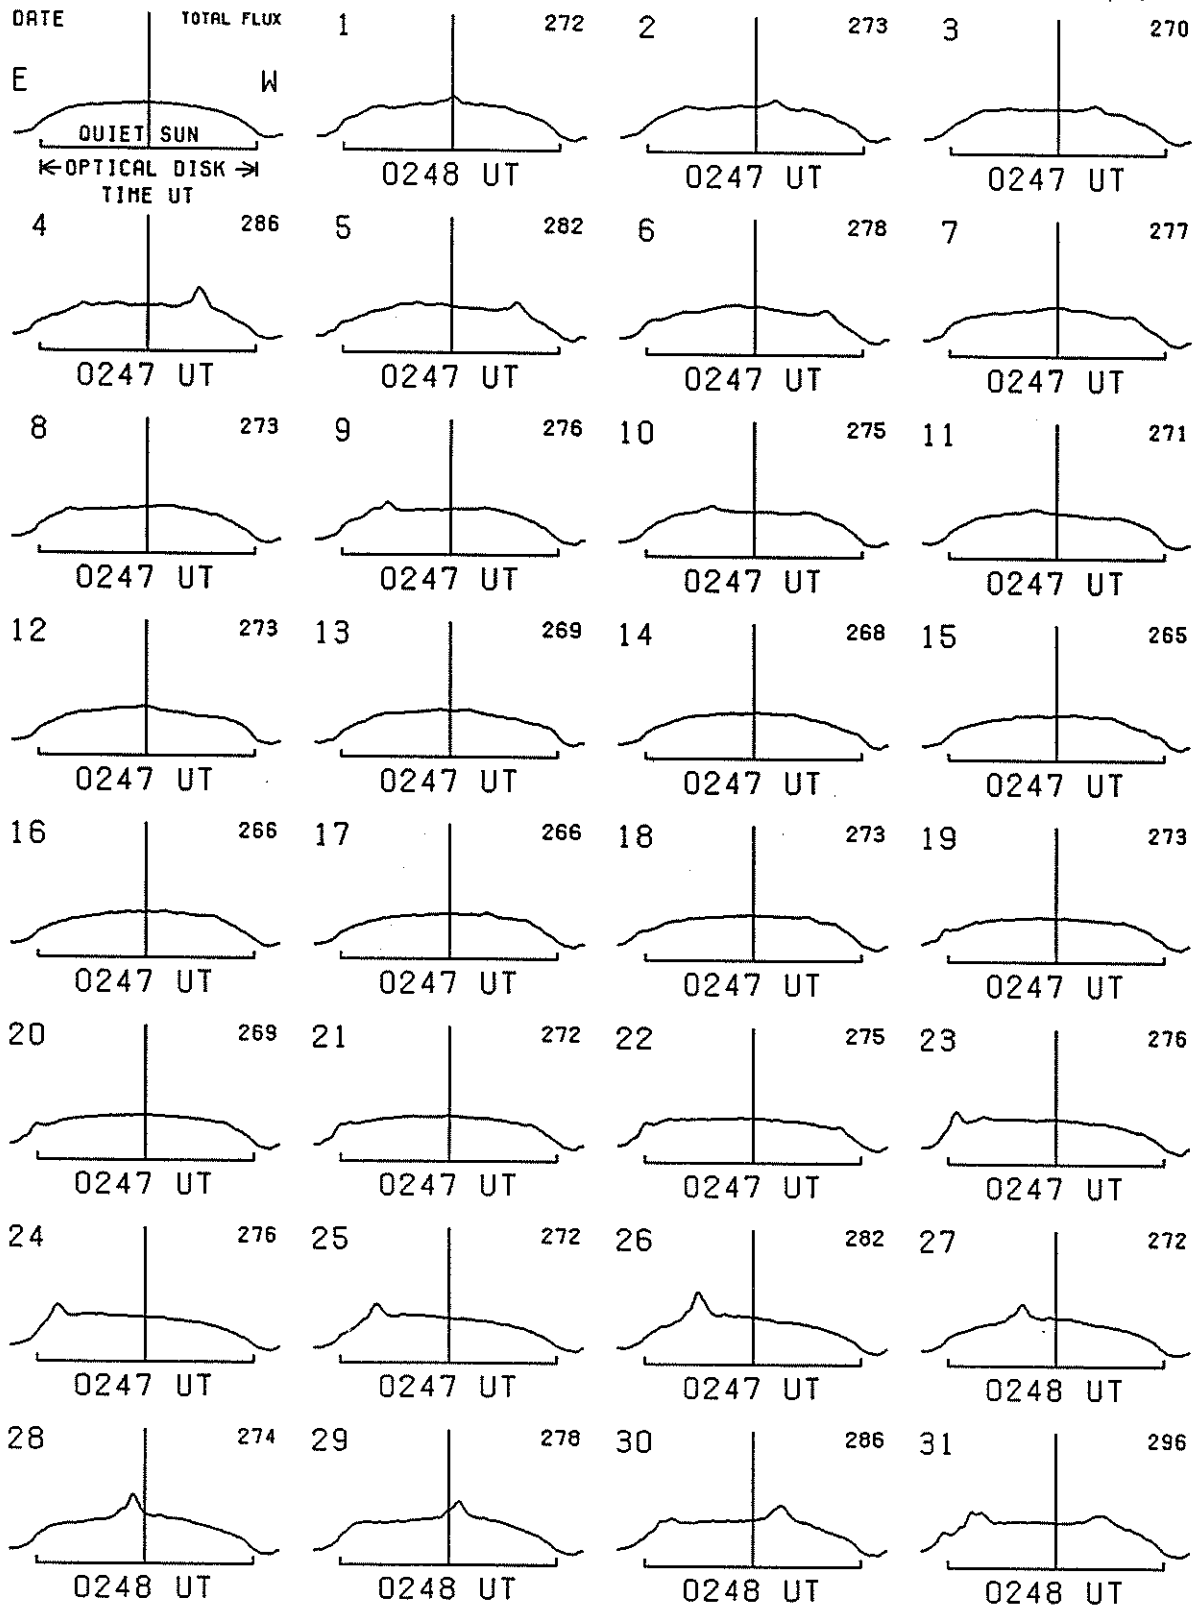 DATE TOTAL FLUX
E W
QUIET SUN
|←OPTICAL DISK→|
TIME UT
1 272
0248 UT
2 273
0247 UT
3 270
0247 UT
4 286
0247 UT
5 282
0247 UT
6 278
0247 UT
7 277
0247 UT
8 273
0247 UT
9 276
0247 UT
10 275
0247 UT
11 271
0247 UT
12 273
0247 UT
13 269
0247 UT
14 268
0247 UT
15 265
0247 UT
16 266
0247 UT
17 266
0247 UT
18 273
0247 UT
19 273
0247 UT
20 269
0247 UT
21 272
0247 UT
22 275
0247 UT
23 276
0247 UT
24 276
0247 UT
25 272
0247 UT
26 282
0247 UT
27 272
0248 UT
28 274
0248 UT
29 278
0248 UT
30 286
0248 UT
31 296
0248 UT